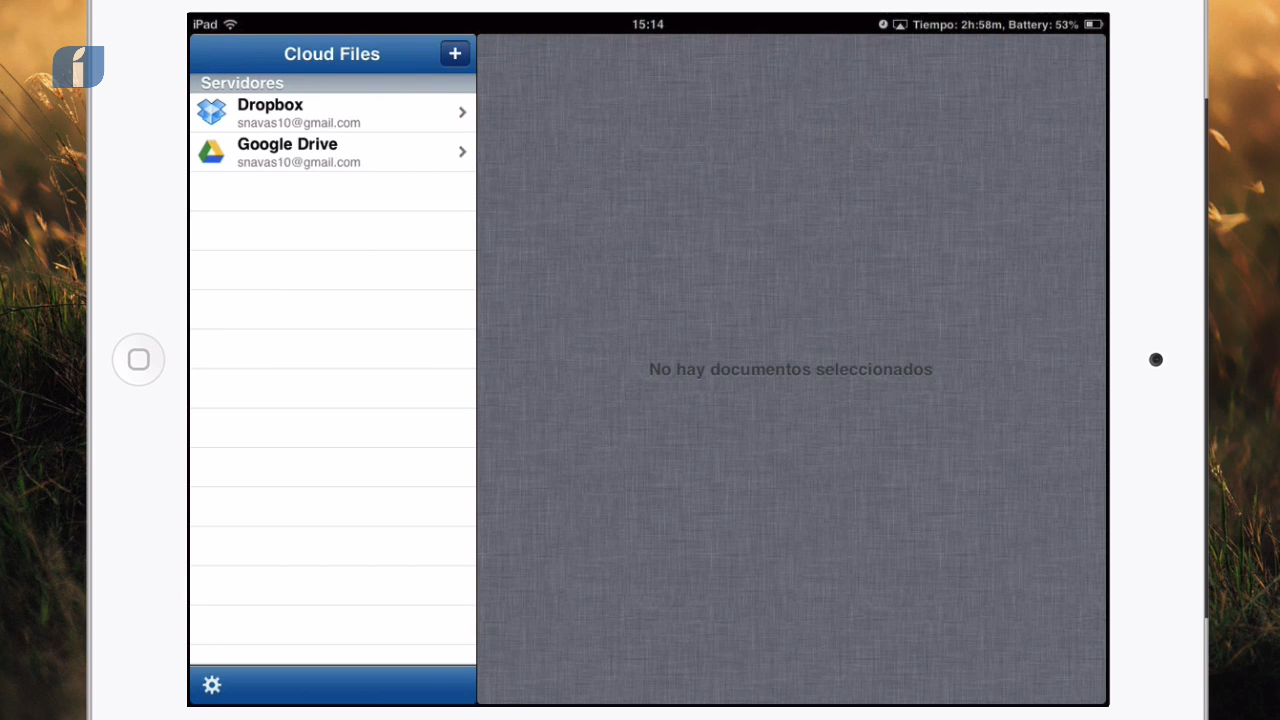 iPad
15:14
Tiempo: 2h:58m, Battery: 53%
Cloud Files
+
Servidores
Dropbox
snavas10@gmail.com
Google Drive
snavas10@gmail.com
No hay documentos seleccionados